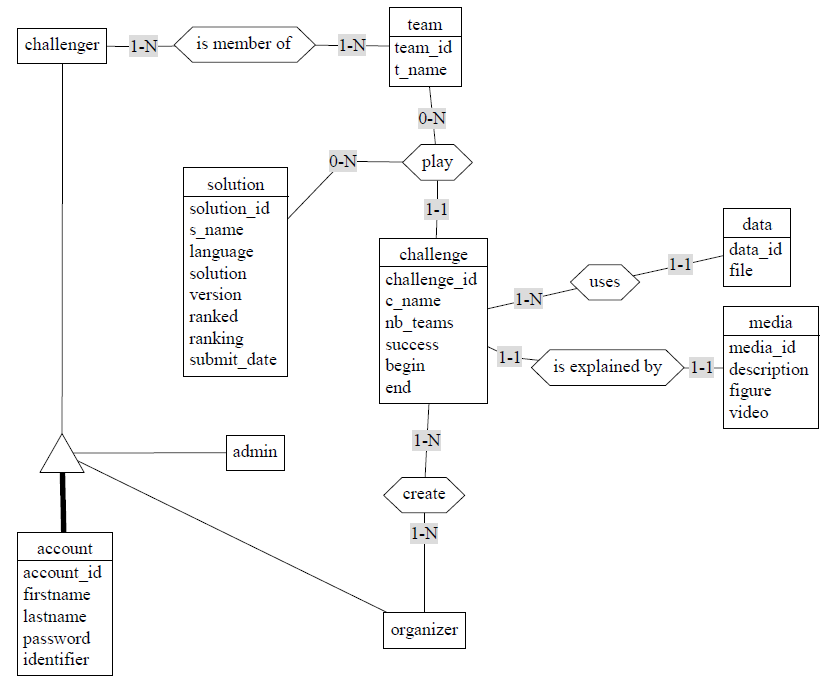 team
challenger
1-N
is member of
1-N
team_id
t_name
0-N
0-N
play
solution
solution_id
s_name
language
solution
version
ranked
ranking
submit_date
1-1
challenge
challenge_id
c_name
nb_teams
success
begin
end
data
data_id
file
1-1
uses
1-N
media
media_id
description
figure
video
1-1
is explained by
1-1
1-N
admin
create
1-N
account
account_id
firstname
lastname
password
identifier
organizer